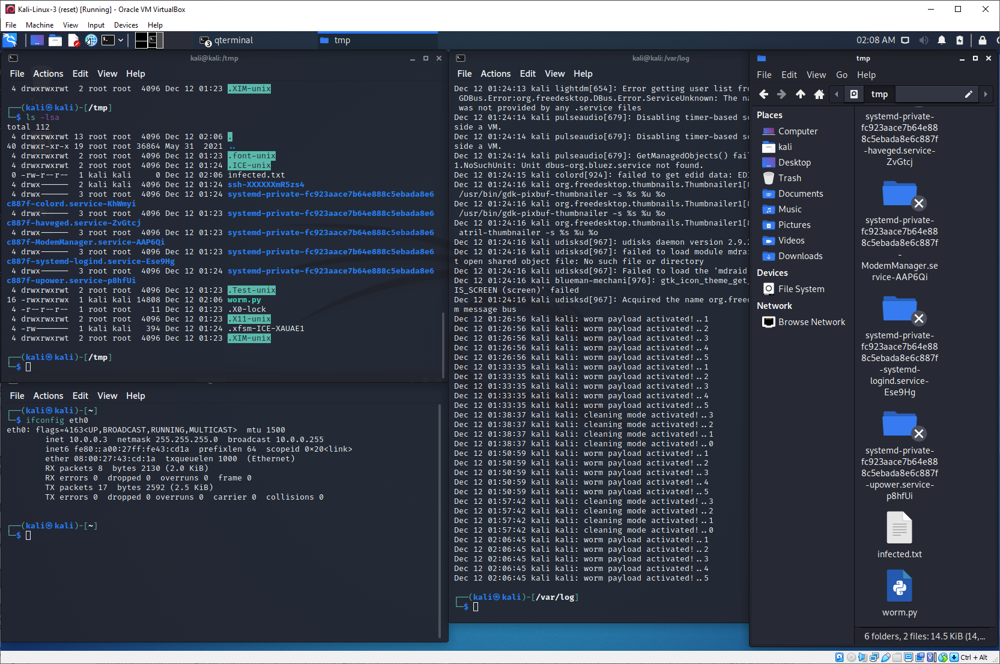 Kali-Linux-3 (reset) [Running] - Oracle VM VirtualBox
File Machine View Input Devices Help
3 qterminal
tmp
02:08 AM
kali@kali:/tmp
File Actions Edit View Help
4 drwxrwxrwt 2 root root 4096 Dec 12 01:23 .XIM-unix
(kali㉿kali)-[/tmp]
$ ls -lsa
total 112
4 drwxrwxrwt 13 root root 4096 Dec 12 02:06 .
40 drwxr-xr-x 19 root root 36864 May 31 2021 ..
4 drwxrwxrwt 2 root root 4096 Dec 12 01:23 .font-unix
4 drwxrwxrwt 2 root root 4096 Dec 12 01:24 .ICE-unix
0 -rw-r--r-- 1 kali kali 0 Dec 12 02:06 infected.txt
4 drwx------ 2 kali kali 4096 Dec 12 01:24 ssh-XXXXXXmR5zs4
4 drwx------ 3 root root 4096 Dec 12 01:24 systemd-private-fc923aace7b64e888c5ebada8e6
c887f-colord.service-KhWmyi
4 drwx------ 3 root root 4096 Dec 12 01:23 systemd-private-fc923aace7b64e888c5ebada8e6
c887f-haveged.service-ZvGtcj
4 drwx------ 3 root root 4096 Dec 12 01:23 systemd-private-fc923aace7b64e888c5ebada8e6
c887f-ModemManager.service-AAP6Qi
4 drwx------ 3 root root 4096 Dec 12 01:23 systemd-private-fc923aace7b64e888c5ebada8e6
c887f-systemd-logind.service-Ese9Hg
4 drwx------ 3 root root 4096 Dec 12 01:24 systemd-private-fc923aace7b64e888c5ebada8e6
c887f-upower.service-p8hfUi
4 drwxrwxrwt 2 root root 4096 Dec 12 01:23 .Test-unix
16 -rwxrwxrwx 1 kali kali 14808 Dec 12 02:06 worm.py
4 -r--r--r-- 1 root root 11 Dec 12 01:23 .X0-lock
4 drwxrwxrwt 2 root root 4096 Dec 12 01:23 .X11-unix
4 -rw------- 1 kali kali 394 Dec 12 01:24 .xfsm-ICE-XAUAE1
4 drwxrwxrwt 2 root root 4096 Dec 12 01:23 .XIM-unix
(kali㉿kali)-[/tmp]
$
File Actions Edit View Help
(kali㉿kali)-[~]
$ ifconfig eth0
eth0: flags=4163<UP,BROADCAST,RUNNING,MULTICAST> mtu 1500
inet 10.0.0.3 netmask 255.255.255.0 broadcast 10.0.0.255
inet6 fe80::a00:27ff:fe43:cd1a prefixlen 64 scopeid 0×20<link>
ether 08:00:27:43:cd:1a txqueuelen 1000 (Ethernet)
RX packets 8 bytes 2130 (2.0 KiB)
RX errors 0 dropped 0 overruns 0 frame 0
TX packets 17 bytes 2592 (2.5 KiB)
TX errors 0 dropped 0 overruns 0 carrier 0 collisions 0
(kali㉿kali)-[~]
$
kali@kali:/var/log
File Actions Edit View Help
Dec 12 01:24:13 kali lightdm[654]: Error getting user list fro
GDBus.Error:org.freedesktop.DBus.Error.ServiceUnknown: The na
was not provided by any .service files
Dec 12 01:24:14 kali pulseaudio[679]: Disabling timer-based sc
side a VM.
Dec 12 01:24:14 kali pulseaudio[679]: Disabling timer-based sc
side a VM.
Dec 12 01:24:14 kali pulseaudio[679]: GetManagedObjects() fail
1.NoSuchUnit: Unit dbus-org.bluez.service not found.
Dec 12 01:24:15 kali colord[924]: failed to get edid data: EDI
Dec 12 01:24:16 kali org.freedesktop.thumbnails.Thumbnailer1[8
/usr/bin/gdk-pixbuf-thumbnailer -s %s %u %o
Dec 12 01:24:16 kali org.freedesktop.thumbnails.Thumbnailer1[8
/usr/bin/gdk-pixbuf-thumbnailer -s %s %u %o
Dec 12 01:24:16 kali org.freedesktop.thumbnails.Thumbnailer1[8
atril-thumbnailer -s %s %u %o
Dec 12 01:24:16 kali udisksd[967]: udisks daemon version 2.9.2
Dec 12 01:24:16 kali udisksd[967]: failed to load module mdrai
t open shared object file: No such file or directory
Dec 12 01:24:16 kali udisksd[967]: Failed to load the 'mdraid
Dec 12 01:24:16 kali blueman-mechani[976]: gtk_icon_theme_get_
IS_SCREEN (screen)' failed
Dec 12 01:24:16 kali udisksd[967]: Acquired the name org.freed
m message bus
Dec 12 01:26:56 kali kali: worm payload activated!..1
Dec 12 01:26:56 kali kali: worm payload activated!..2
Dec 12 01:26:56 kali kali: worm payload activated!..3
Dec 12 01:26:56 kali kali: worm payload activated!..4
Dec 12 01:26:56 kali kali: worm payload activated!..5
Dec 12 01:33:35 kali kali: worm payload activated!..1
Dec 12 01:33:35 kali kali: worm payload activated!..2
Dec 12 01:33:35 kali kali: worm payload activated!..3
Dec 12 01:33:35 kali kali: worm payload activated!..4
Dec 12 01:33:35 kali kali: worm payload activated!..5
Dec 12 01:38:37 kali kali: cleaning mode activated!..3
Dec 12 01:38:37 kali kali: cleaning mode activated!..2
Dec 12 01:38:37 kali kali: cleaning mode activated!..1
Dec 12 01:38:37 kali kali: cleaning mode activated!..0
Dec 12 01:50:59 kali kali: worm payload activated!..1
Dec 12 01:50:59 kali kali: worm payload activated!..2
Dec 12 01:50:59 kali kali: worm payload activated!..3
Dec 12 01:50:59 kali kali: worm payload activated!..4
Dec 12 01:50:59 kali kali: worm payload activated!..5
Dec 12 01:57:42 kali kali: cleaning mode activated!..3
Dec 12 01:57:42 kali kali: cleaning mode activated!..2
Dec 12 01:57:42 kali kali: cleaning mode activated!..1
Dec 12 01:57:42 kali kali: cleaning mode activated!..0
Dec 12 02:06:45 kali kali: worm payload activated!..1
Dec 12 02:06:45 kali kali: worm payload activated!..2
Dec 12 02:06:45 kali kali: worm payload activated!..3
Dec 12 02:06:45 kali kali: worm payload activated!..4
Dec 12 02:06:45 kali kali: worm payload activated!..5
(kali㉿kali)-[/var/log]
$
tmp
File Edit View Go Help
tmp
Places
Computer
kali
Desktop
Trash
Documents
Music
Pictures
Videos
Downloads
Devices
File System
Network
Browse Network
systemd-private-
fc923aace7b64e88
8c5ebada8e6c887f
-haveged.service-
ZvGtcj
systemd-private-
fc923aace7b64e88
8c5ebada8e6c887f
-
ModemManager.se
rvice-AAP6Qi
systemd-private-
fc923aace7b64e88
8c5ebada8e6c887f
-systemd-
logind.service-
Ese9Hg
systemd-private-
fc923aace7b64e88
8c5ebada8e6c887f
-upower.service-
p8hfUi
infected.txt
worm.py
6 folders, 2 files: 14.5 KiB (14,...
Ctrl + Alt